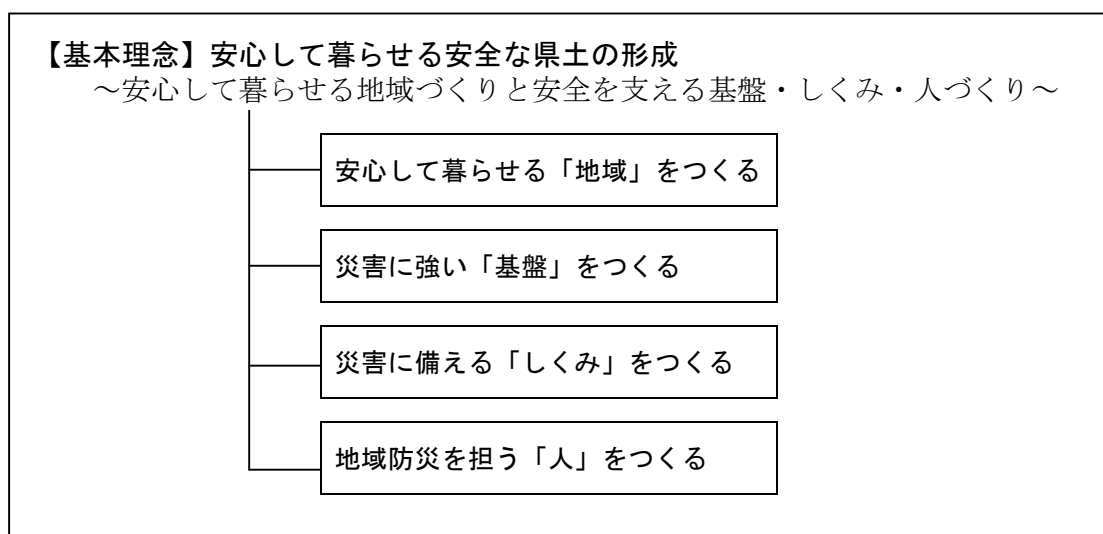 【基本理念】安心して暮らせる安全な県土の形成
～安心して暮らせる地域づくりと安全を支える基盤・しくみ・人づくり～
安心して暮らせる「地域」をつくる
災害に強い「基盤」をつくる
災害に備える「しくみ」をつくる
地域防災を担う「人」をつくる